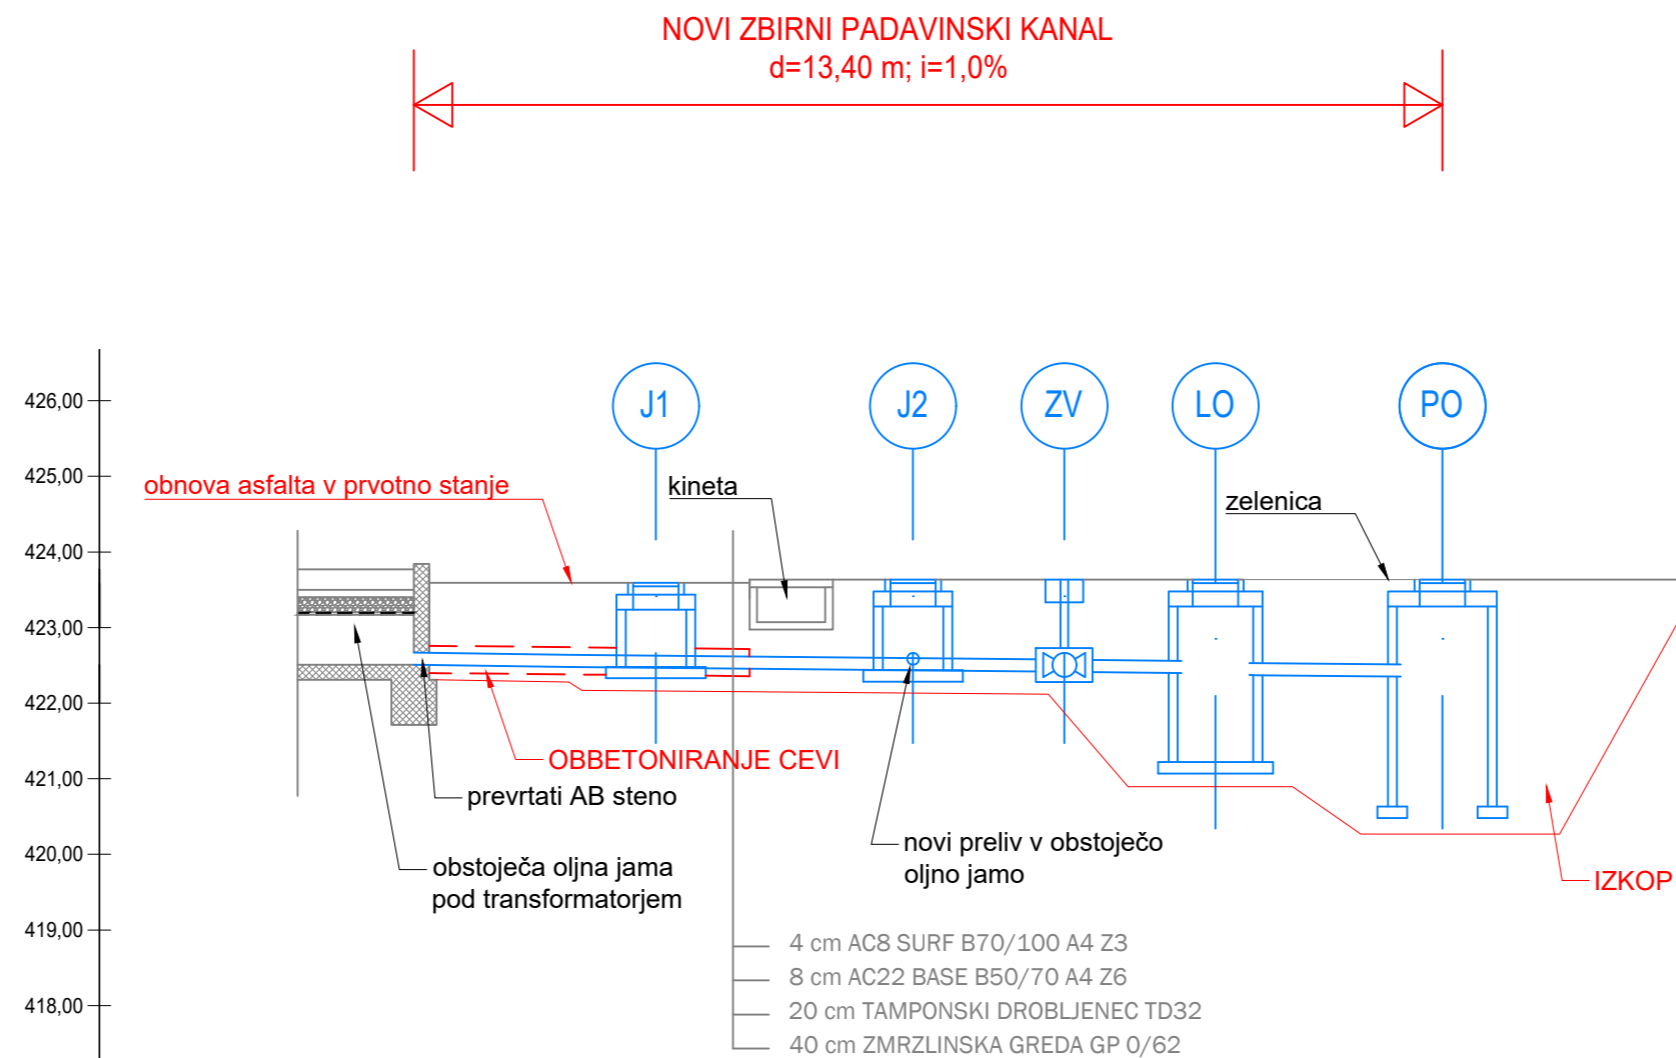 NOVI ZBIRNI PADAVINSKI KANAL
d=13,40 m; i=1,0%
J1
J2
ZV
LO
PO
426,00
425,00
424,00
423,00
422,00
421,00
420,00
419,00
418,00
obnova asfalta v prvotno stanje
kineta
zelenica
OBBETONIRANJE CEVI
prevrtati AB steno
obstoječa oljna jama
pod transformatorjem
novi preliv v obstoječo
oljno jamo
IZKOP
4 cm AC8 SURF B70/100 A4 Z3
8 cm AC22 BASE B50/70 A4 Z6
20 cm TAMPONSKI DROBLJENEC TD32
40 cm ZMRZLINSKA GREDA GP 0/62